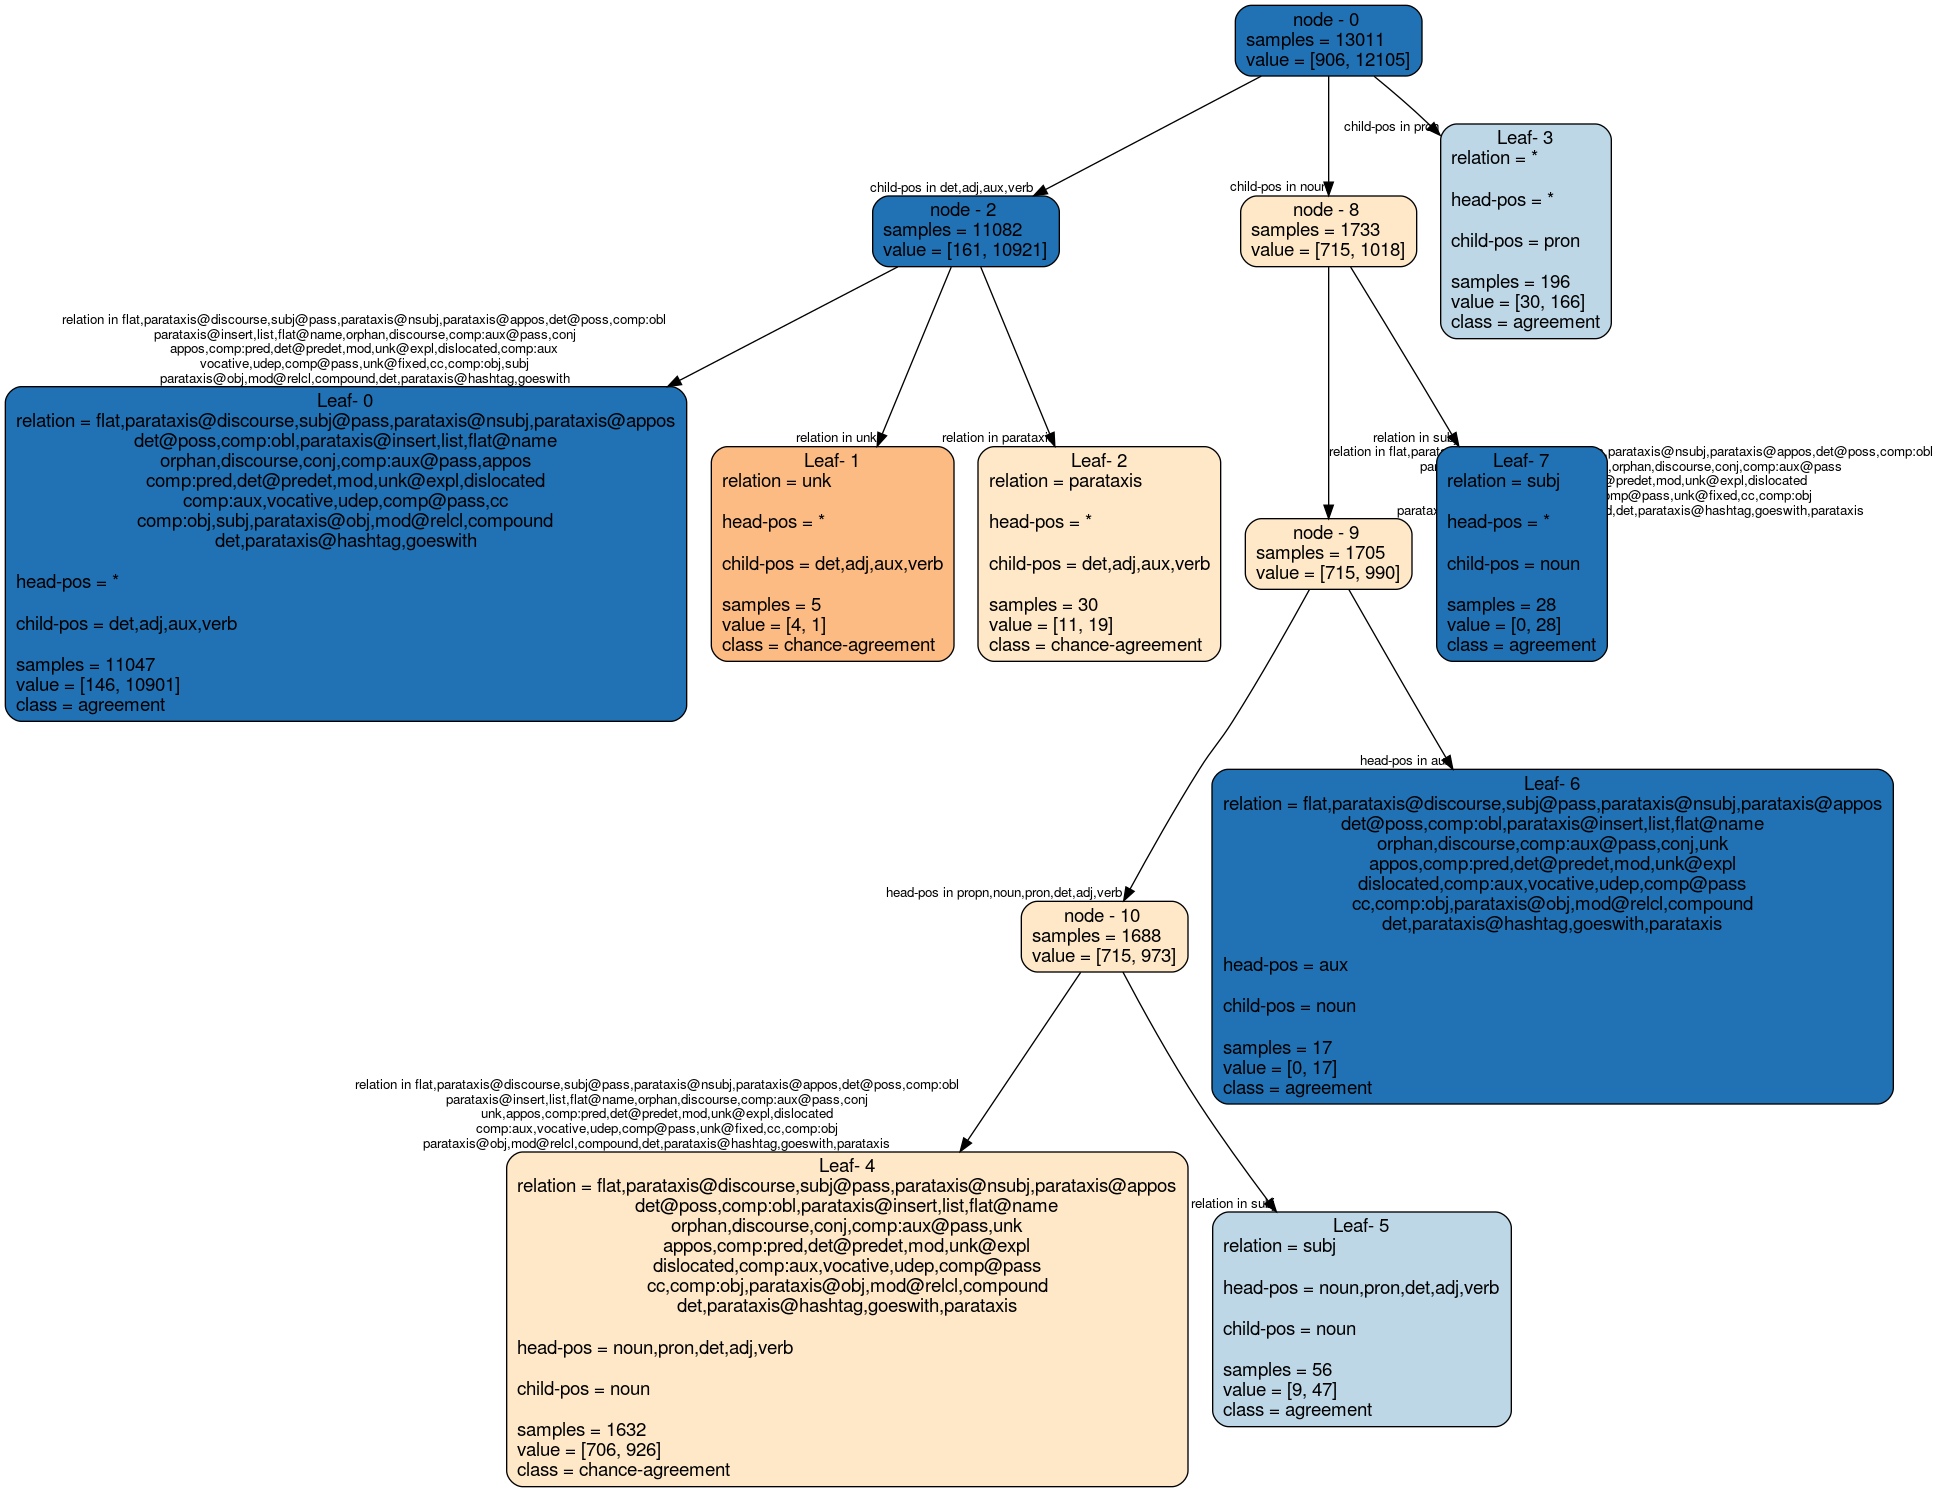 node - 0
samples = 13011
value = [906, 12105]
child-pos in pron
Leaf- 3
relation = *
head-pos = *
child-pos = pron
samples = 196
value = [30, 166]
class = agreement
child-pos in det,adj,aux,verb
node - 2
samples = 11082
value = [161, 10921]
child-pos in noun
node - 8
samples = 1733
value = [715, 1018]
relation in flat,parataxis@discourse,subj@pass,parataxis@nsubj,parataxis@appos,det@poss,comp:obl
parataxis@insert,list,flat@name,orphan,discourse,comp:aux@pass,conj
appos,comp:pred,det@predet,mod,unk@expl,dislocated,comp:aux
vocative,udep,comp@pass,unk@fixed,cc,comp:obj,subj
parataxis@obj,mod@relcl,compound,det,parataxis@hashtag,goeswith
Leaf- 0
relation = flat,parataxis@discourse,subj@pass,parataxis@nsubj,parataxis@appos
det@poss,comp:obl,parataxis@insert,list,flat@name
orphan,discourse,conj,comp:aux@pass,appos
comp:pred,det@predet,mod,unk@expl,dislocated
comp:aux,vocative,udep,comp@pass,cc
comp:obj,subj,parataxis@obj,mod@relcl,compound
det,parataxis@hashtag,goeswith
head-pos = *
child-pos = det,adj,aux,verb
samples = 11047
value = [146, 10901]
class = agreement
relation in unk
Leaf- 1
relation = unk
head-pos = *
child-pos = det,adj,aux,verb
samples = 5
value = [4, 1]
class = chance-agreement
relation in parataxis
Leaf- 2
relation = parataxis
head-pos = *
child-pos = det,adj,aux,verb
samples = 30
value = [11, 19]
class = chance-agreement
relation in subj
relation in flat, parataxis@nsubj,parataxis@appos,det@poss,comp:obl
,orphan,discourse,conj,comp:aux@pass
@predet,mod,unk@expl,dislocated
comp@pass,unk@fixed,cc,comp:obj
,det,parataxis@hashtag,goeswith,parataxis
Leaf- 7
relation = subj
head-pos = *
child-pos = noun
samples = 28
value = [0, 28]
class = agreement
node - 9
samples = 1705
value = [715, 990]
head-pos in aux
Leaf- 6
relation = flat,parataxis@discourse,subj@pass,parataxis@nsubj,parataxis@appos
det@poss,comp:obl,parataxis@insert,list,flat@name
orphan,discourse,comp:aux@pass,conj,unk
appos,comp:pred,det@predet,mod,unk@expl
dislocated,comp:aux,vocative,udep,comp@pass
cc,comp:obj,parataxis@obj,mod@relcl,compound
det,parataxis@hashtag,goeswith,parataxis
head-pos = aux
child-pos = noun
samples = 17
value = [0, 17]
class = agreement
head-pos in propn,noun,pron,det,adj,verb
node - 10
samples = 1688
value = [715, 973]
relation in flat,parataxis@discourse,subj@pass,parataxis@nsubj,parataxis@appos,det@poss,comp:obl
parataxis@insert,list,flat@name,orphan,discourse,comp:aux@pass,conj
unk,appos,comp:pred,det@predet,mod,unk@expl,dislocated
comp:aux,vocative,udep,comp@pass,unk@fixed,cc,comp:obj
parataxis@obj,mod@relcl,compound,det,parataxis@hashtag,goeswith,parataxis
Leaf- 4
relation = flat,parataxis@discourse,subj@pass,parataxis@nsubj,parataxis@appos
det@poss,comp:obl,parataxis@insert,list,flat@name
orphan,discourse,conj,comp:aux@pass,unk
appos,comp:pred,det@predet,mod,unk@expl
dislocated,comp:aux,vocative,udep,comp@pass
cc,comp:obj,parataxis@obj,mod@relcl,compound
det,parataxis@hashtag,goeswith,parataxis
head-pos = noun,pron,det,adj,verb
child-pos = noun
samples = 1632
value = [706, 926]
class = chance-agreement
relation in subj
Leaf- 5
relation = subj
head-pos = noun,pron,det,adj,verb
child-pos = noun
samples = 56
value = [9, 47]
class = agreement